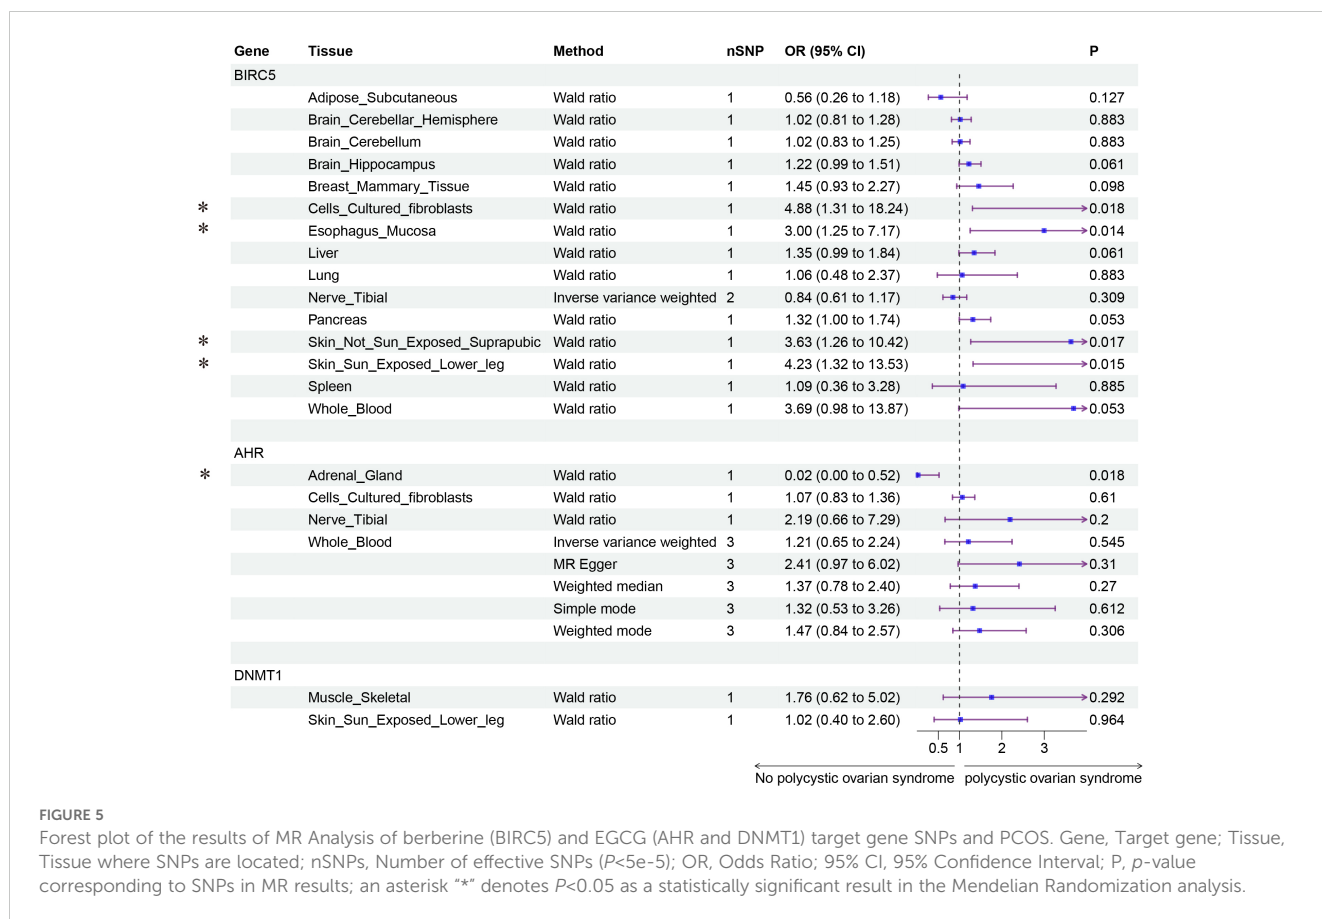 Gene Tissue Method nSNP OR (95% CI) P
BIRC5
Adipose_Subcutaneous Wald ratio 1 0.56 (0.26 to 1.18) 0.127
Brain_Cerebellar_Hemisphere Wald ratio 1 1.02 (0.81 to 1.28) 0.883
Brain_Cerebellum Wald ratio 1 1.02 (0.83 to 1.25) 0.883
Brain_Hippocampus Wald ratio 1 1.22 (0.99 to 1.51) 0.061
Breast_Mammary_Tissue Wald ratio 1 1.45 (0.93 to 2.27) 0.098
* Cells_Cultured_fibroblasts Wald ratio 1 4.88 (1.31 to 18.24) 0.018
* Esophagus_Mucosa Wald ratio 1 3.00 (1.25 to 7.17) 0.014
Liver Wald ratio 1 1.35 (0.99 to 1.84) 0.061
Lung Wald ratio 1 1.06 (0.48 to 2.37) 0.883
Nerve_Tibial Inverse variance weighted 2 0.84 (0.61 to 1.17) 0.309
Pancreas Wald ratio 1 1.32 (1.00 to 1.74) 0.053
* Skin_Not_Sun_Exposed_Suprapubic Wald ratio 1 3.63 (1.26 to 10.42) 0.017
* Skin_Sun_Exposed_Lower_leg Wald ratio 1 4.23 (1.32 to 13.53) 0.015
Spleen Wald ratio 1 1.09 (0.36 to 3.28) 0.885
Whole_Blood Wald ratio 1 3.69 (0.98 to 13.87) 0.053
AHR
* Adrenal_Gland Wald ratio 1 0.02 (0.00 to 0.52) 0.018
Cells_Cultured_fibroblasts Wald ratio 1 1.07 (0.83 to 1.36) 0.61
Nerve_Tibial Wald ratio 1 2.19 (0.66 to 7.29) 0.2
Whole_Blood Inverse variance weighted 3 1.21 (0.65 to 2.24) 0.545
MR Egger 3 2.41 (0.97 to 6.02) 0.31
Weighted median 3 1.37 (0.78 to 2.40) 0.27
Simple mode 3 1.32 (0.53 to 3.26) 0.612
Weighted mode 3 1.47 (0.84 to 2.57) 0.306
DNMT1
Muscle_Skeletal Wald ratio 1 1.76 (0.62 to 5.02) 0.292
Skin_Sun_Exposed_Lower_leg Wald ratio 1 1.02 (0.40 to 2.60) 0.964
0.5 1 2 3
No polycystic ovarian syndrome polycystic ovarian syndrome
FIGURE 5
Forest plot of the results of MR Analysis of berberine (BIRC5) and EGCG (AHR and DNMT1) target gene SNPs and PCOS. Gene, Target gene; Tissue,
Tissue where SNPs are located; nSNPs, Number of effective SNPs (P<5e-5); OR, Odds Ratio; 95% CI, 95% Confidence Interval; P, p-value
corresponding to SNPs in MR results; an asterisk “*” denotes P<0.05 as a statistically significant result in the Mendelian Randomization analysis.